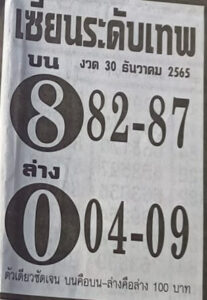 เซียนระดับเทพ
บน งวด 30 ธันวาคม 2565
8 82-87
ล่าง
0 04-09
ตัวเดียวชัดเจน บนคือบน-ล่างคือล่าง 100 บาท